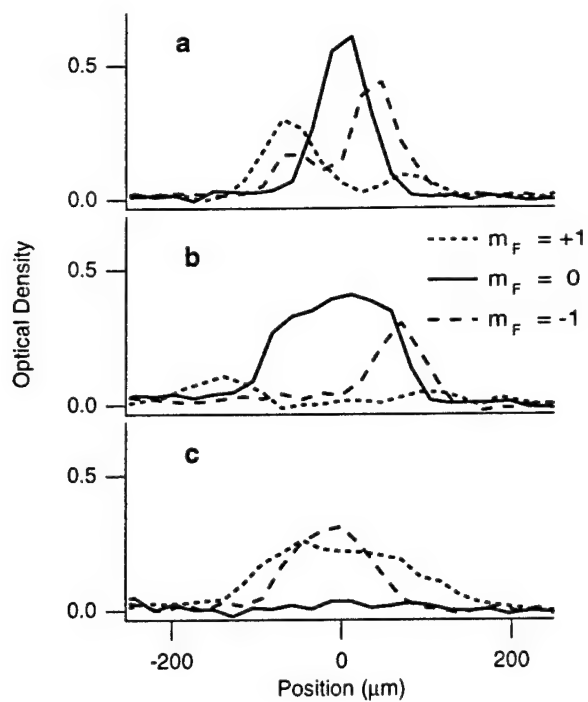 a
0.5
0.0
b
m_F = +1
m_F = 0
m_F = -1
0.5
0.0
c
0.5
0.0
-200
0
200
Position (μm)
Optical Density